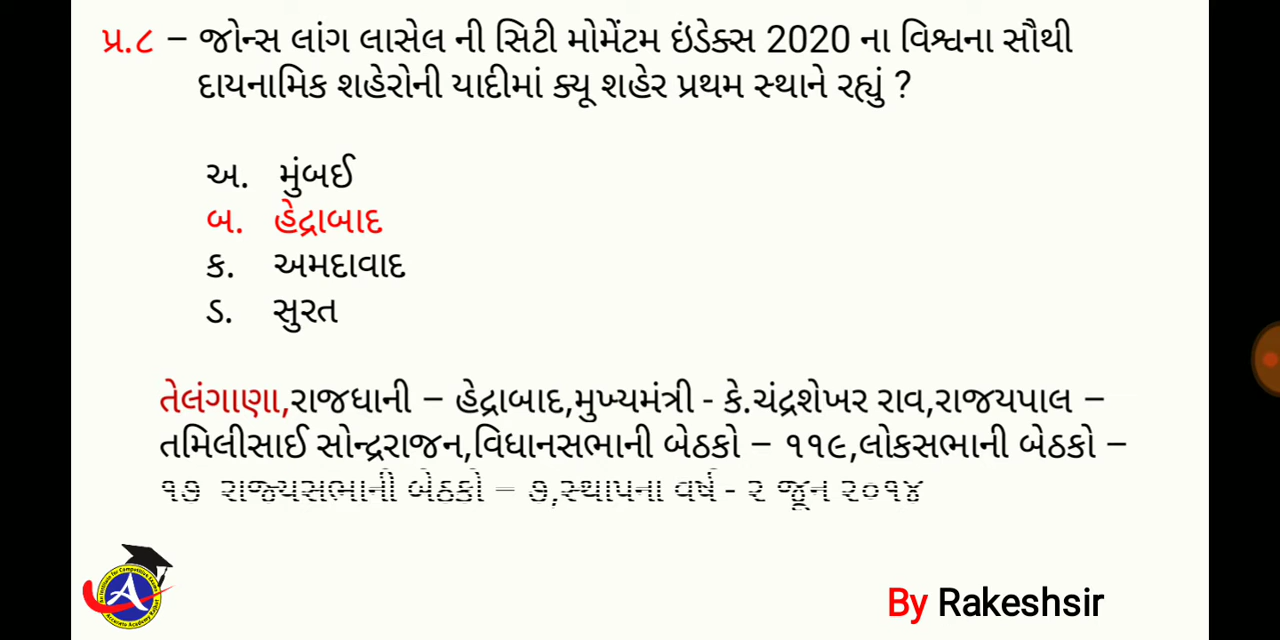 પ્ર.૮ – જોન્સ લાંગ લાસેલ ની સિટી મોમેંટમ ઇંડેક્સ 2020 ના વિશ્વના સૌથી
દાયનામિક શહેરોની યાદીમાં ક્યૂ શહેર પ્રથમ સ્થાને રહ્યું ?
અ. મુંબઈ
બ. હેદ્રાબાદ
ક. અમદાવાદ
ડ. સુરત
તેલંગાણા,રાજધાની – હેદ્રાબાદ,મુખ્યમંત્રી - કે.ચંદ્રશેખર રાવ,રાજયપાલ –
તમિલીસાઈ સોન્દ્રરાજન,વિધાનસભાની બેઠકો – ૧૧૯,લોકસભાની બેઠકો –
૧૭ રાજ્યસભાની બેઠકો – ૭,સ્થાપના વર્ષ - ૨ જૂન ૨૦૧૪
By Rakeshsir